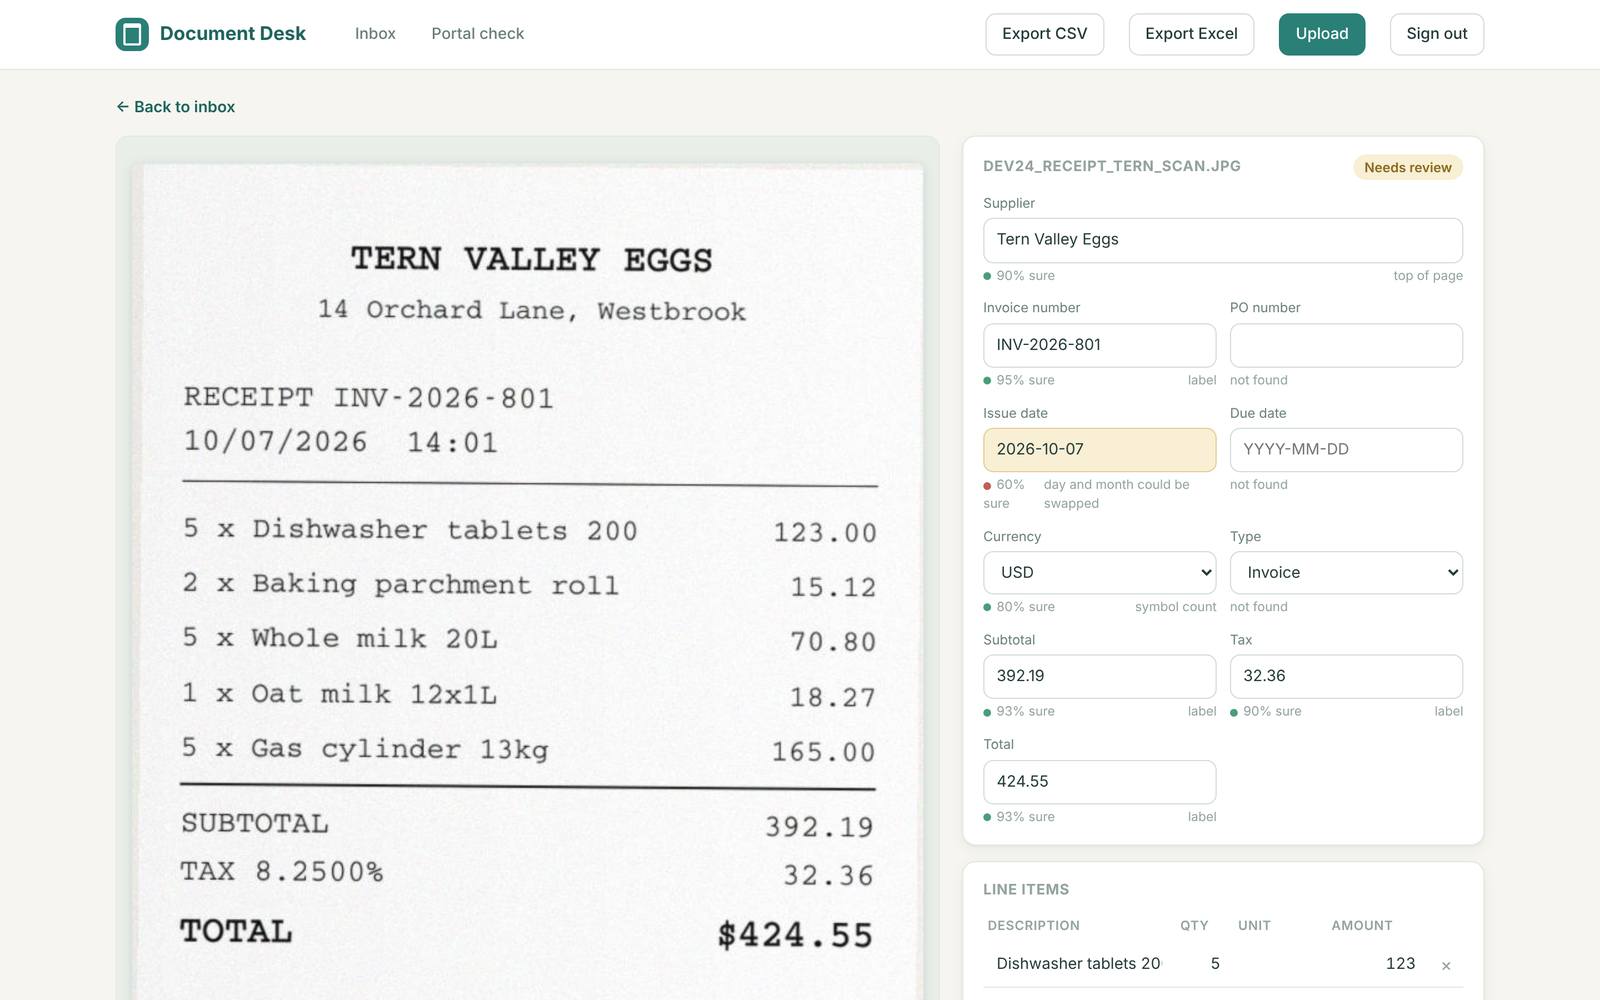 Document Desk
Inbox
Portal check
Export CSV
Export Excel
Upload
Sign out
← Back to inbox
TERN VALLEY EGGS
14 Orchard Lane, Westbrook
RECEIPT INV-2026-801
10/07/2026 14:01
5 x Dishwasher tablets 200 123.00
2 x Baking parchment roll 15.12
5 x Whole milk 20L 70.80
1 x Oat milk 12x1L 18.27
5 x Gas cylinder 13kg 165.00
SUBTOTAL 392.19
TAX 8.2500% 32.36
TOTAL $424.55
DEV24_RECEIPT_TERN_SCAN.JPG
Needs review
Supplier
Tern Valley Eggs
90% sure top of page
Invoice number
INV-2026-801
95% sure label
PO number
not found
Issue date
2026-10-07
60% sure day and month could be swapped
Due date
YYYY-MM-DD
not found
Currency
USD
80% sure symbol count
Type
Invoice
not found
Subtotal
392.19
93% sure label
Tax
32.36
90% sure label
Total
424.55
93% sure label
LINE ITEMS
DESCRIPTION QTY UNIT AMOUNT
Dishwasher tablets 20 5 123 ×